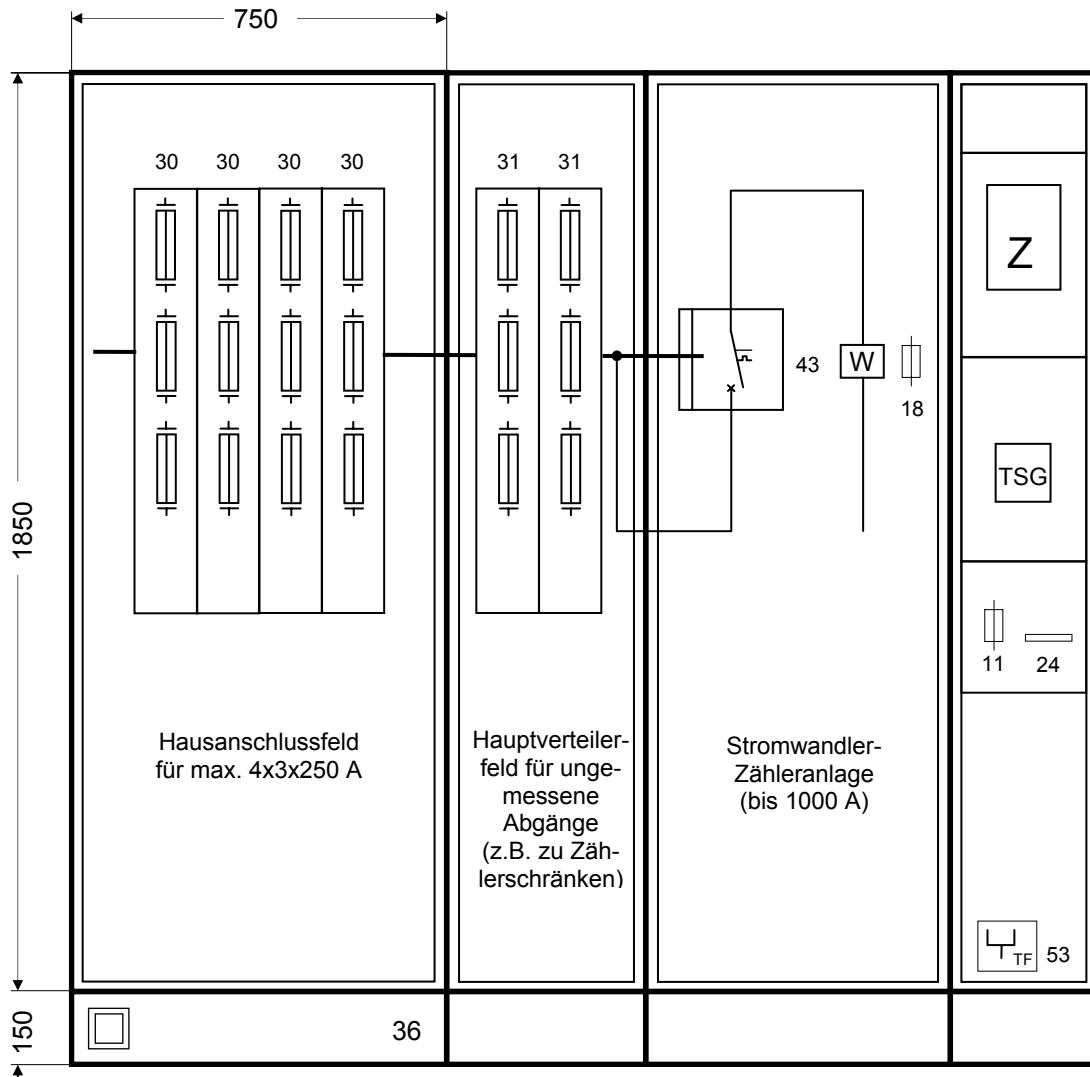 750
30 30 30 30
31 31
Z
43
W
18
TSG
1850
11 24
Hausanschlussfeld
für max. 4x3x250 A
Hauptverteiler-
feld für unge-
messene
Abgänge
(z.B. zu Zäh-
lerschränken)
Stromwandler-
Zähleranlage
(bis 1000 A)
TF 53
150
36